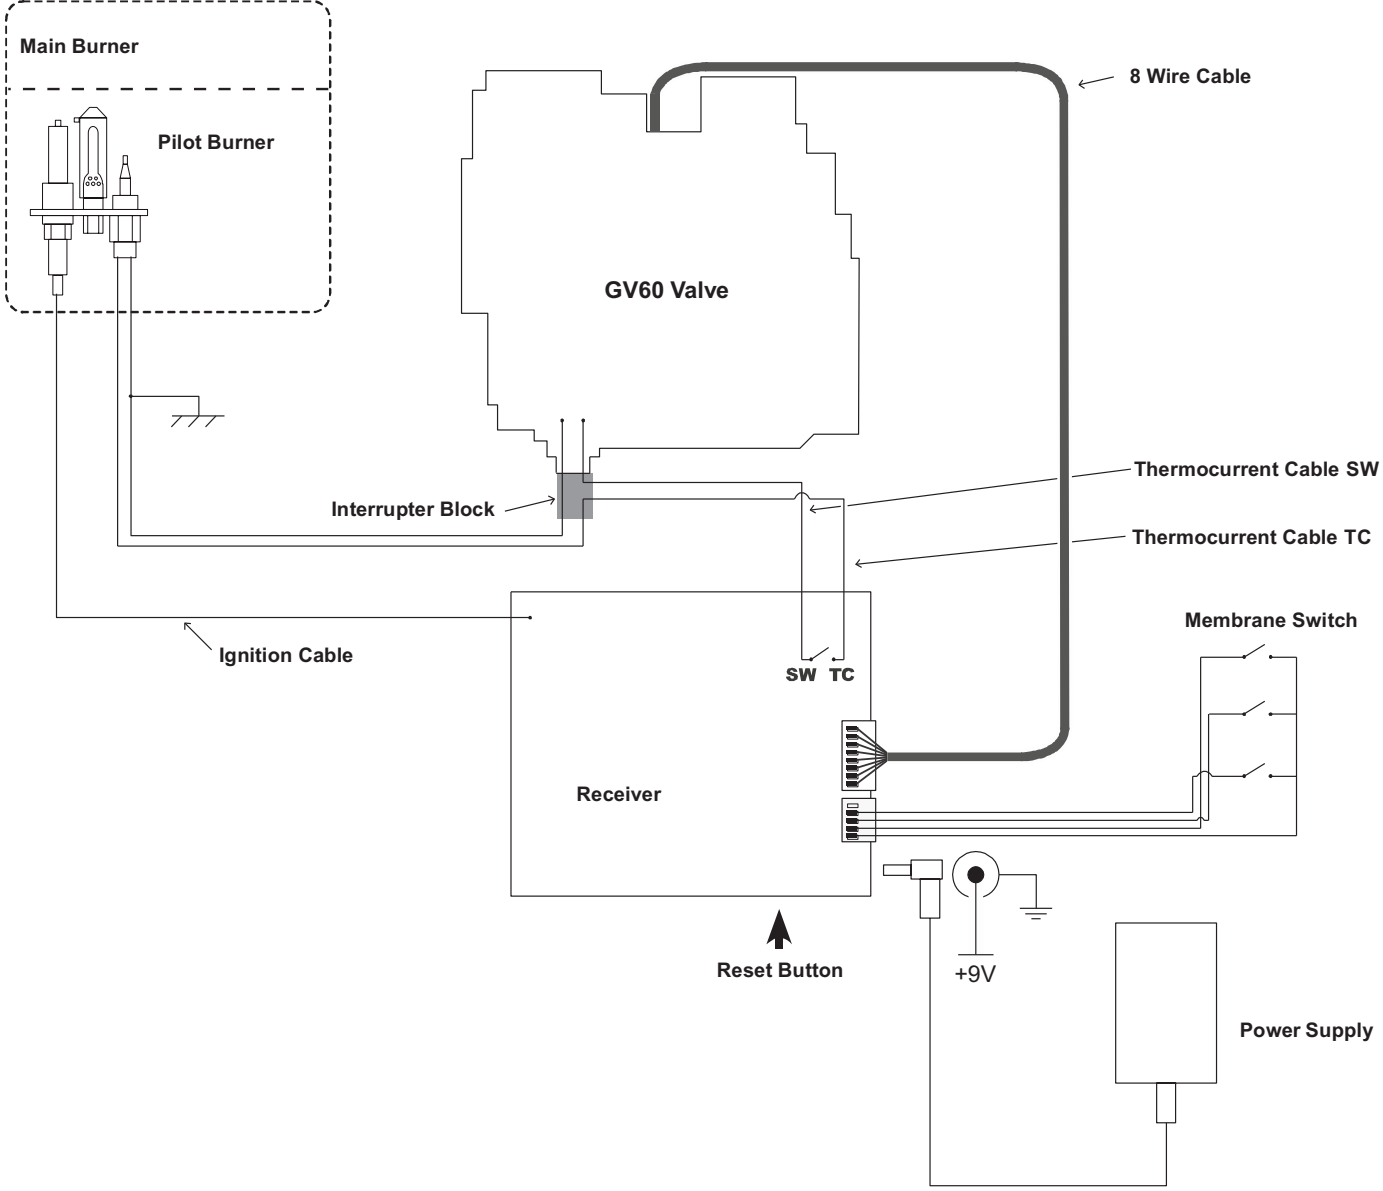 Main Burner
8 Wire Cable
Pilot Burner
GV60 Valve
Thermocurrent Cable SW
Interrupter Block
Thermocurrent Cable TC
Membrane Switch
Ignition Cable
SW TC
Receiver
Reset Button
+9V
Power Supply